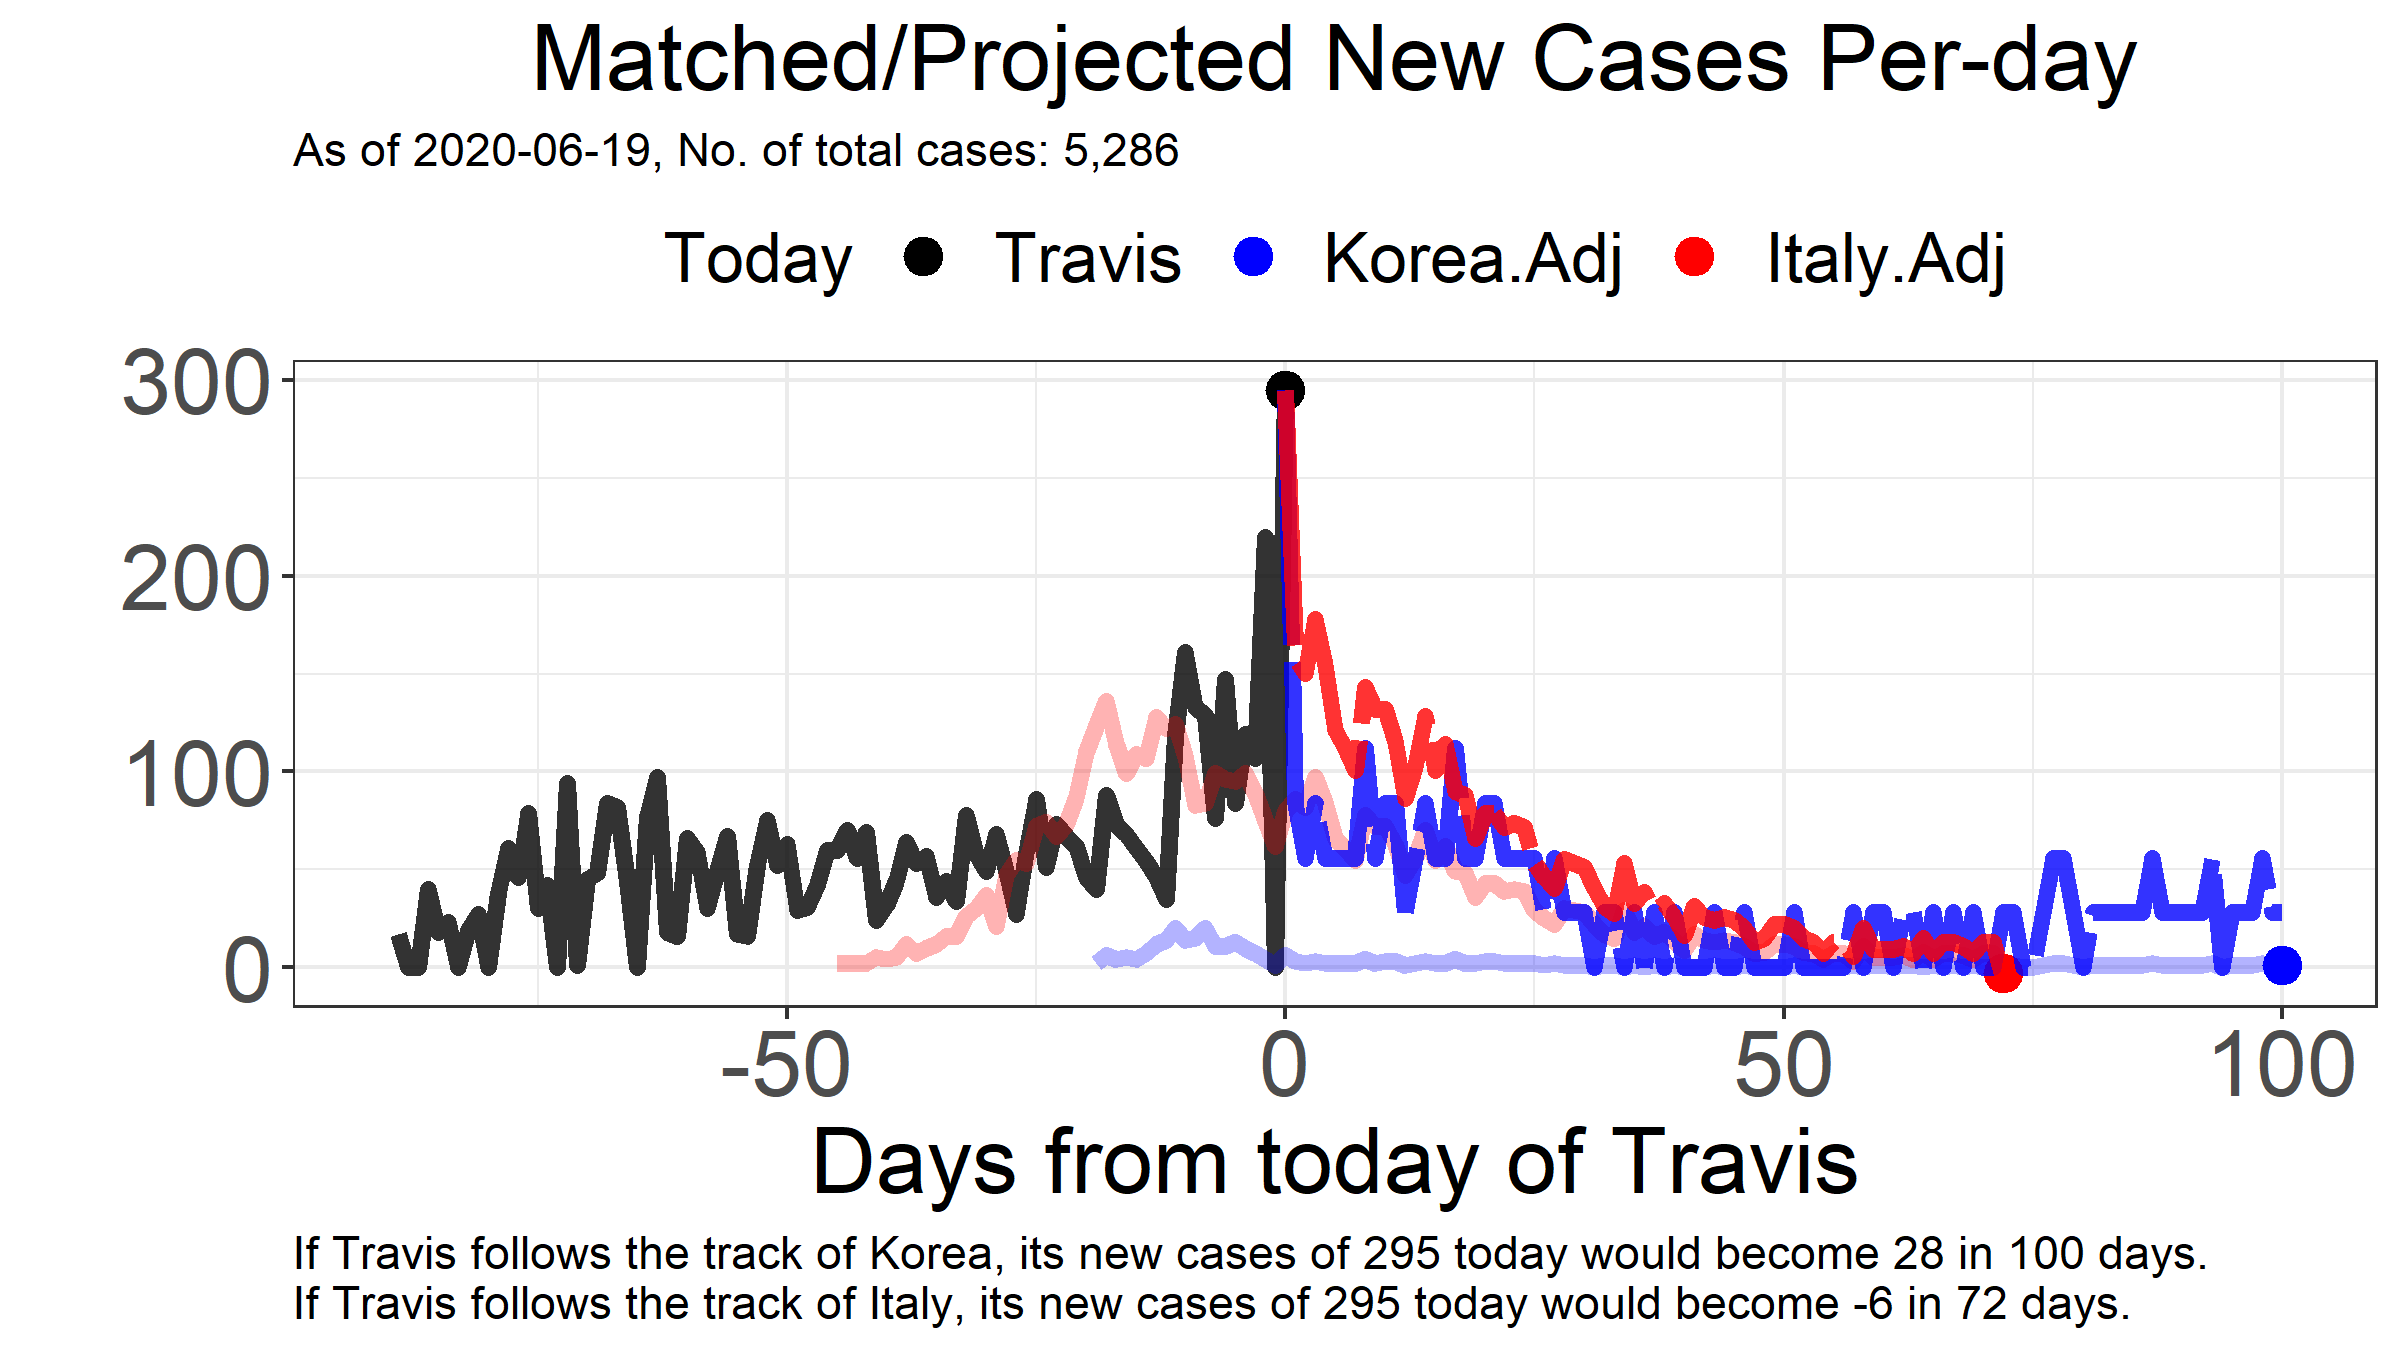 Matched/Projected New Cases Per-day
As of 2020-06-19, No. of total cases: 5,286
Today Travis Korea.Adj Italy.Adj
300
200
100
0
-50 0 50 100
Days from today of Travis
If Travis follows the track of Korea, its new cases of 295 today would become 28 in 100 days.
If Travis follows the track of Italy, its new cases of 295 today would become -6 in 72 days.